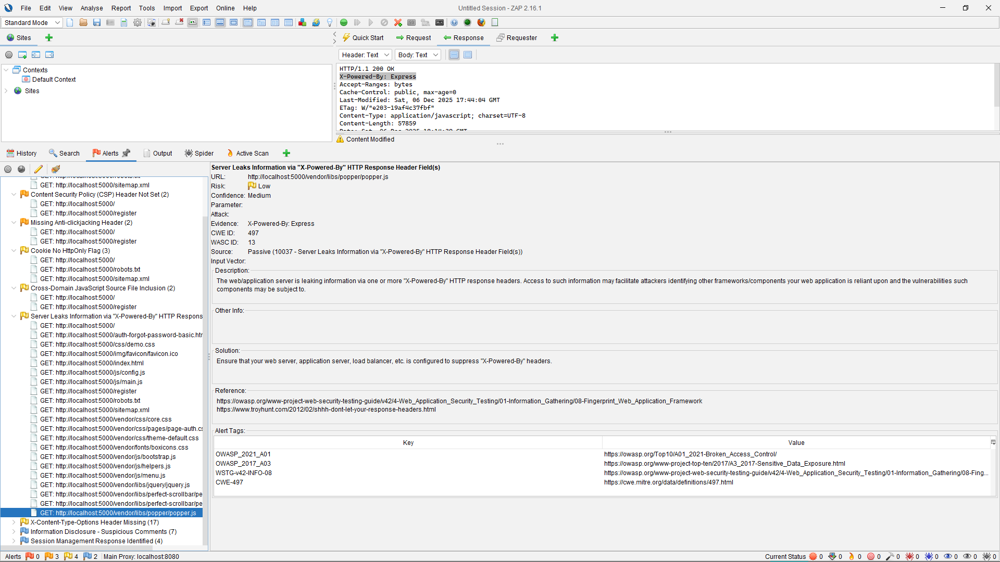 File Edit View Analyse Report Tools Import Export Online Help
Untitled Session - ZAP 2.16.1
Standard Mode
Sites
Quick Start Request Response Requester
Header: Text Body: Text
Contexts
Default Context
Sites
HTTP/1.1 200 OK
X-Powered-By: Express
Accept-Ranges: bytes
Cache-Control: public, max-age=0
Last-Modified: Sat, 06 Dec 2025 17:44:04 GMT
ETag: W/"e203-19af4c37fbf"
Content-Type: application/javascript; charset=UTF-8
Content-Length: 57859
Content Modified
History Search Alerts Output Spider Active Scan
GET: http://localhost:5000/sitemap.xml
Content Security Policy (CSP) Header Not Set (2)
GET: http://localhost:5000/
GET: http://localhost:5000/register
Missing Anti-clickjacking Header (2)
GET: http://localhost:5000/
GET: http://localhost:5000/register
Cookie No HttpOnly Flag (3)
GET: http://localhost:5000/
GET: http://localhost:5000/robots.txt
GET: http://localhost:5000/sitemap.xml
Cross-Domain JavaScript Source File Inclusion (2)
GET: http://localhost:5000/
GET: http://localhost:5000/register
Server Leaks Information via "X-Powered-By" HTTP Respons
GET: http://localhost:5000/
GET: http://localhost:5000/auth-forgot-password-basic.htr
GET: http://localhost:5000/css/demo.css
GET: http://localhost:5000/img/favicon/favicon.ico
GET: http://localhost:5000/index.html
GET: http://localhost:5000/js/config.js
GET: http://localhost:5000/js/main.js
GET: http://localhost:5000/register
GET: http://localhost:5000/robots.txt
GET: http://localhost:5000/sitemap.xml
GET: http://localhost:5000/vendor/css/core.css
GET: http://localhost:5000/vendor/css/pages/page-auth.cs
GET: http://localhost:5000/vendor/css/theme-default.css
GET: http://localhost:5000/vendor/fonts/boxicons.css
GET: http://localhost:5000/vendor/js/bootstrap.js
GET: http://localhost:5000/vendor/js/helpers.js
GET: http://localhost:5000/vendor/js/menu.js
GET: http://localhost:5000/vendor/libs/jquery/jquery.js
GET: http://localhost:5000/vendor/libs/perfect-scrollbar/pe
GET: http://localhost:5000/vendor/libs/perfect-scrollbar/pe
GET: http://localhost:5000/vendor/libs/popper/popper.js
X-Content-Type-Options Header Missing (17)
Information Disclosure - Suspicious Comments (7)
Session Management Response Identified (4)
Server Leaks Information via "X-Powered-By" HTTP Response Header Field(s)
URL: http://localhost:5000/vendor/libs/popper/popper.js
Risk: Low
Confidence: Medium
Parameter:
Attack:
Evidence: X-Powered-By: Express
CWE ID: 497
WASC ID: 13
Source: Passive (10037 - Server Leaks Information via "X-Powered-By" HTTP Response Header Field(s))
Input Vector:
Description:
The web/application server is leaking information via one or more "X-Powered-By" HTTP response headers. Access to such information may facilitate attackers identifying other frameworks/components your web application is reliant upon and the vulnerabilities such
components may be subject to.
Other Info:
Solution:
Ensure that your web server, application server, load balancer, etc. is configured to suppress "X-Powered-By" headers.
Reference:
https://owasp.org/www-project-web-security-testing-guide/v42/4-Web_Application_Security_Testing/01-Information_Gathering/08-Fingerprint_Web_Application_Framework
https://www.troyhunt.com/2012/02/shhh-dont-let-your-response-headers.html
Alert Tags:
Key Value
OWASP_2021_A01 https://owasp.org/Top10/A01_2021-Broken_Access_Control/
OWASP_2017_A03 https://owasp.org/www-project-top-ten/2017/A3_2017-Sensitive_Data_Exposure.html
WSTG-v42-INFO-08 https://owasp.org/www-project-web-security-testing-guide/v42/4-Web_Application_Security_Testing/01-Information_Gathering/08-Fing...
CWE-497 https://cwe.mitre.org/data/definitions/497.html
Alerts 0 3 4 2 Main Proxy: localhost:8080
Current Status 0 0 0 0 0 0 0 0 0 0